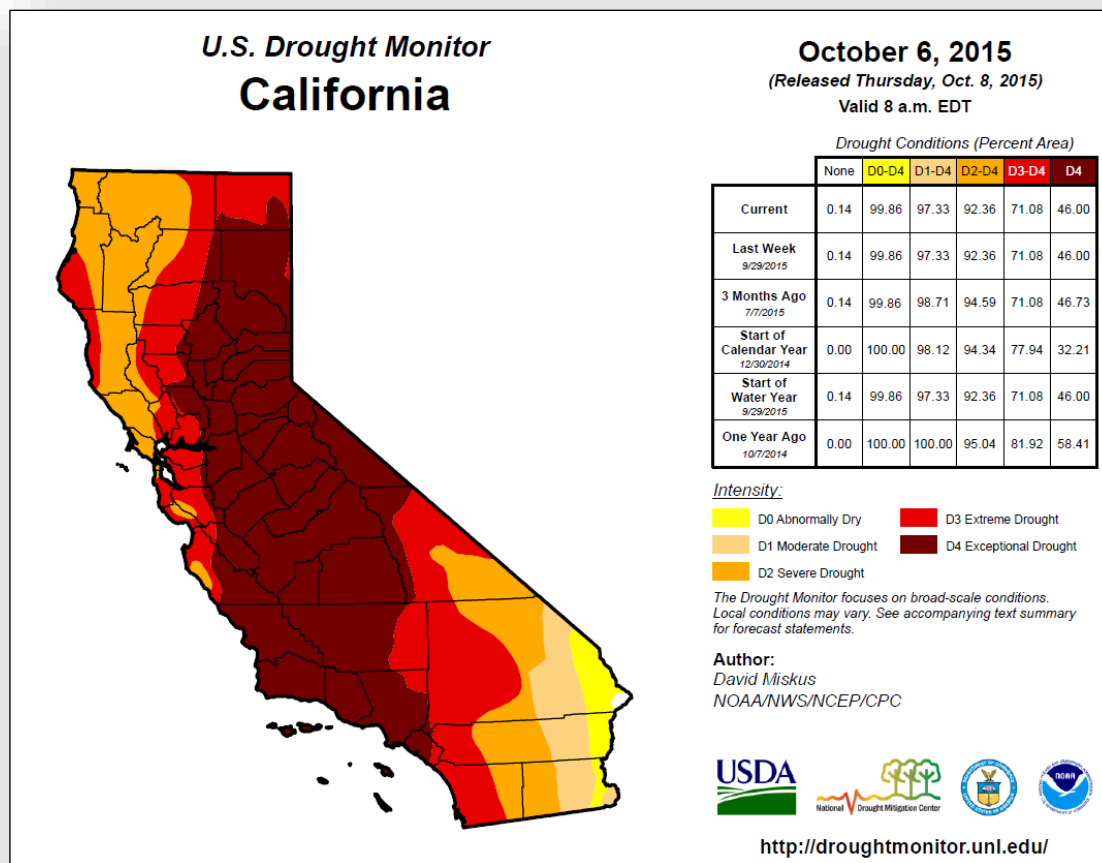 U.S. Drought Monitor
California
October 6, 2015
(Released Thursday, Oct. 8, 2015)
Valid 8 a.m. EDT
Drought Conditions (Percent Area)
None D0-D4 D1-D4 D2-D4 D3-D4 D4
Current 0.14 99.86 97.33 92.36 71.08 46.00
Last Week
9/29/2015
0.14 99.86 97.33 92.36 71.08 46.00
3 Months Ago
7/7/2015
0.14 99.86 98.71 94.59 71.08 46.73
Start of
Calendar Year
12/30/2014
0.00 100.00 98.12 94.34 77.94 32.21
Start of
Water Year
9/29/2015
0.14 99.86 97.33 92.36 71.08 46.00
One Year Ago
10/7/2014
0.00 100.00 100.00 95.04 81.92 58.41
Intensity:
D0 Abnormally Dry
D1 Moderate Drought
D2 Severe Drought
D3 Extreme Drought
D4 Exceptional Drought
The Drought Monitor focuses on broad-scale conditions.
Local conditions may vary. See accompanying text summary
for forecast statements.
Author:
David Miskus
NOAA/NWS/NCEP/CPC
USDA
National Drought Mitigation Center
NOAA
http://droughtmonitor.unl.edu/